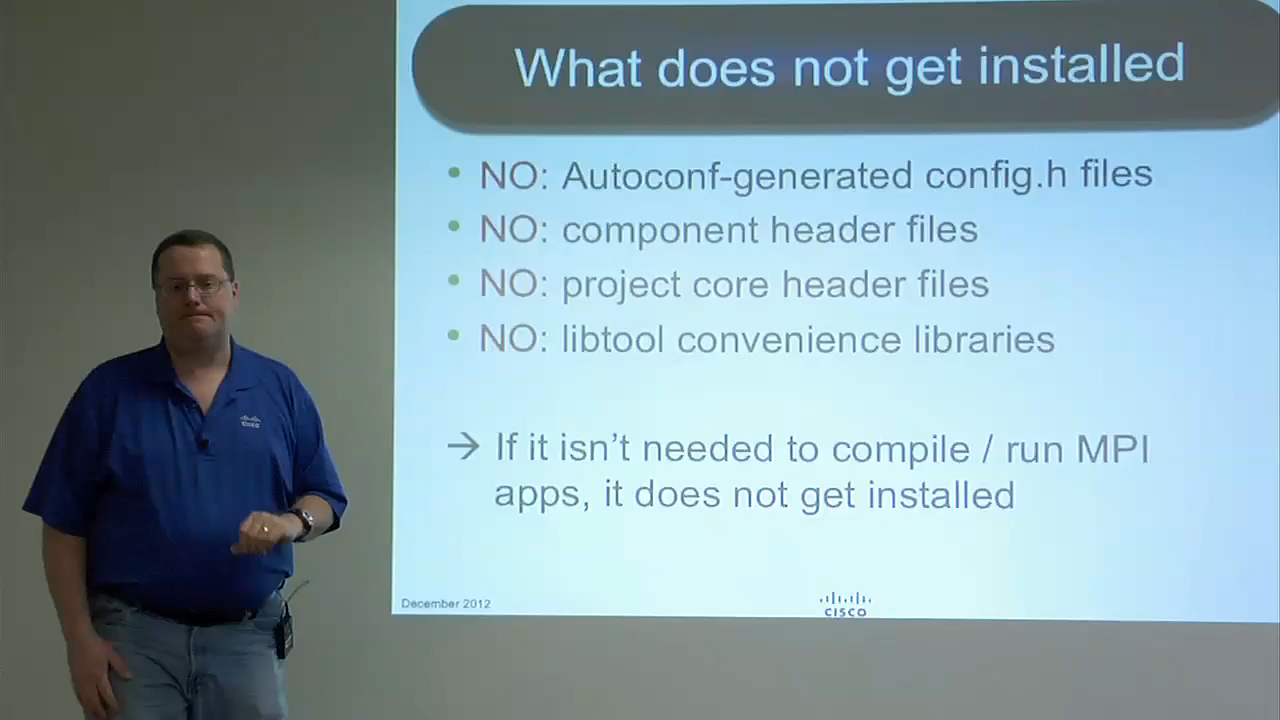 What does not get installed
• NO: Autoconf-generated config.h files
• NO: component header files
• NO: project core header files
• NO: libtool convenience libraries
→ If it isn't needed to compile / run MPI
apps, it does not get installed
CISCO
December 2012
CISCO